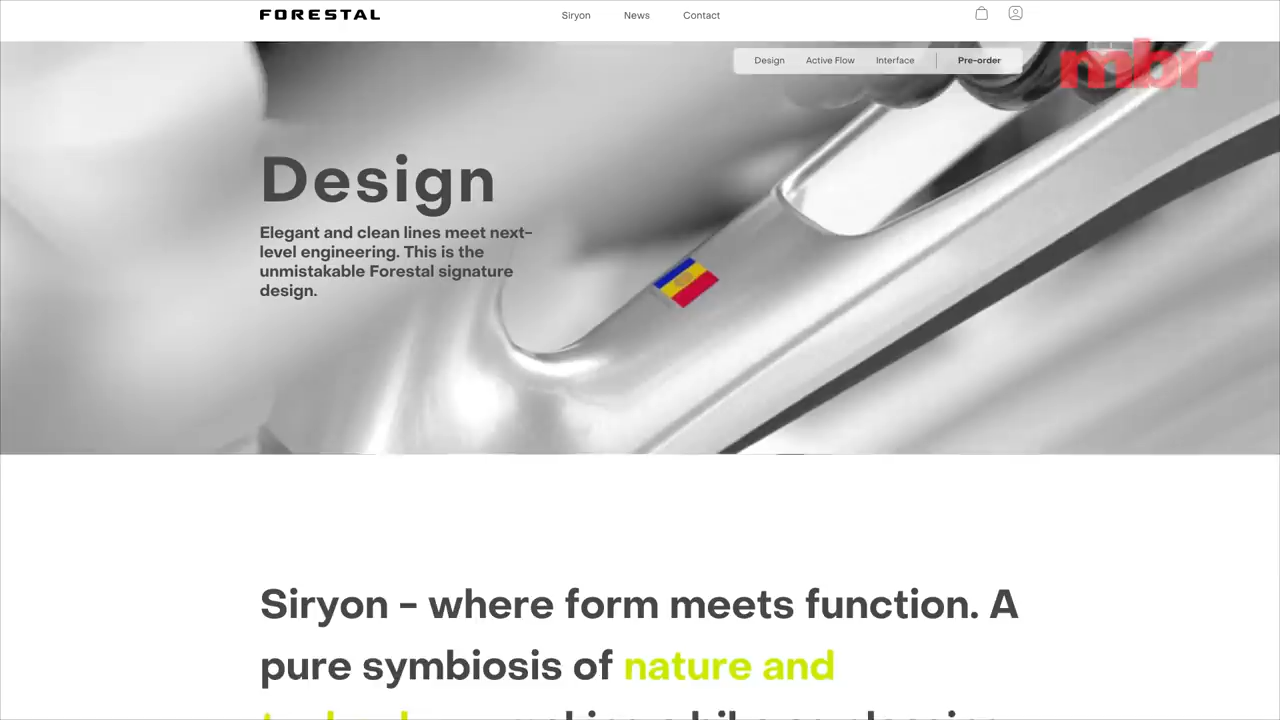 FORESTAL
Siryon News Contact
Design Active Flow Interface Pre-order
mbr
Design
Elegant and clean lines meet next-
level engineering. This is the
unmistakable Forestal signature
design.
Siryon - where form meets function. A
pure symbiosis of nature and